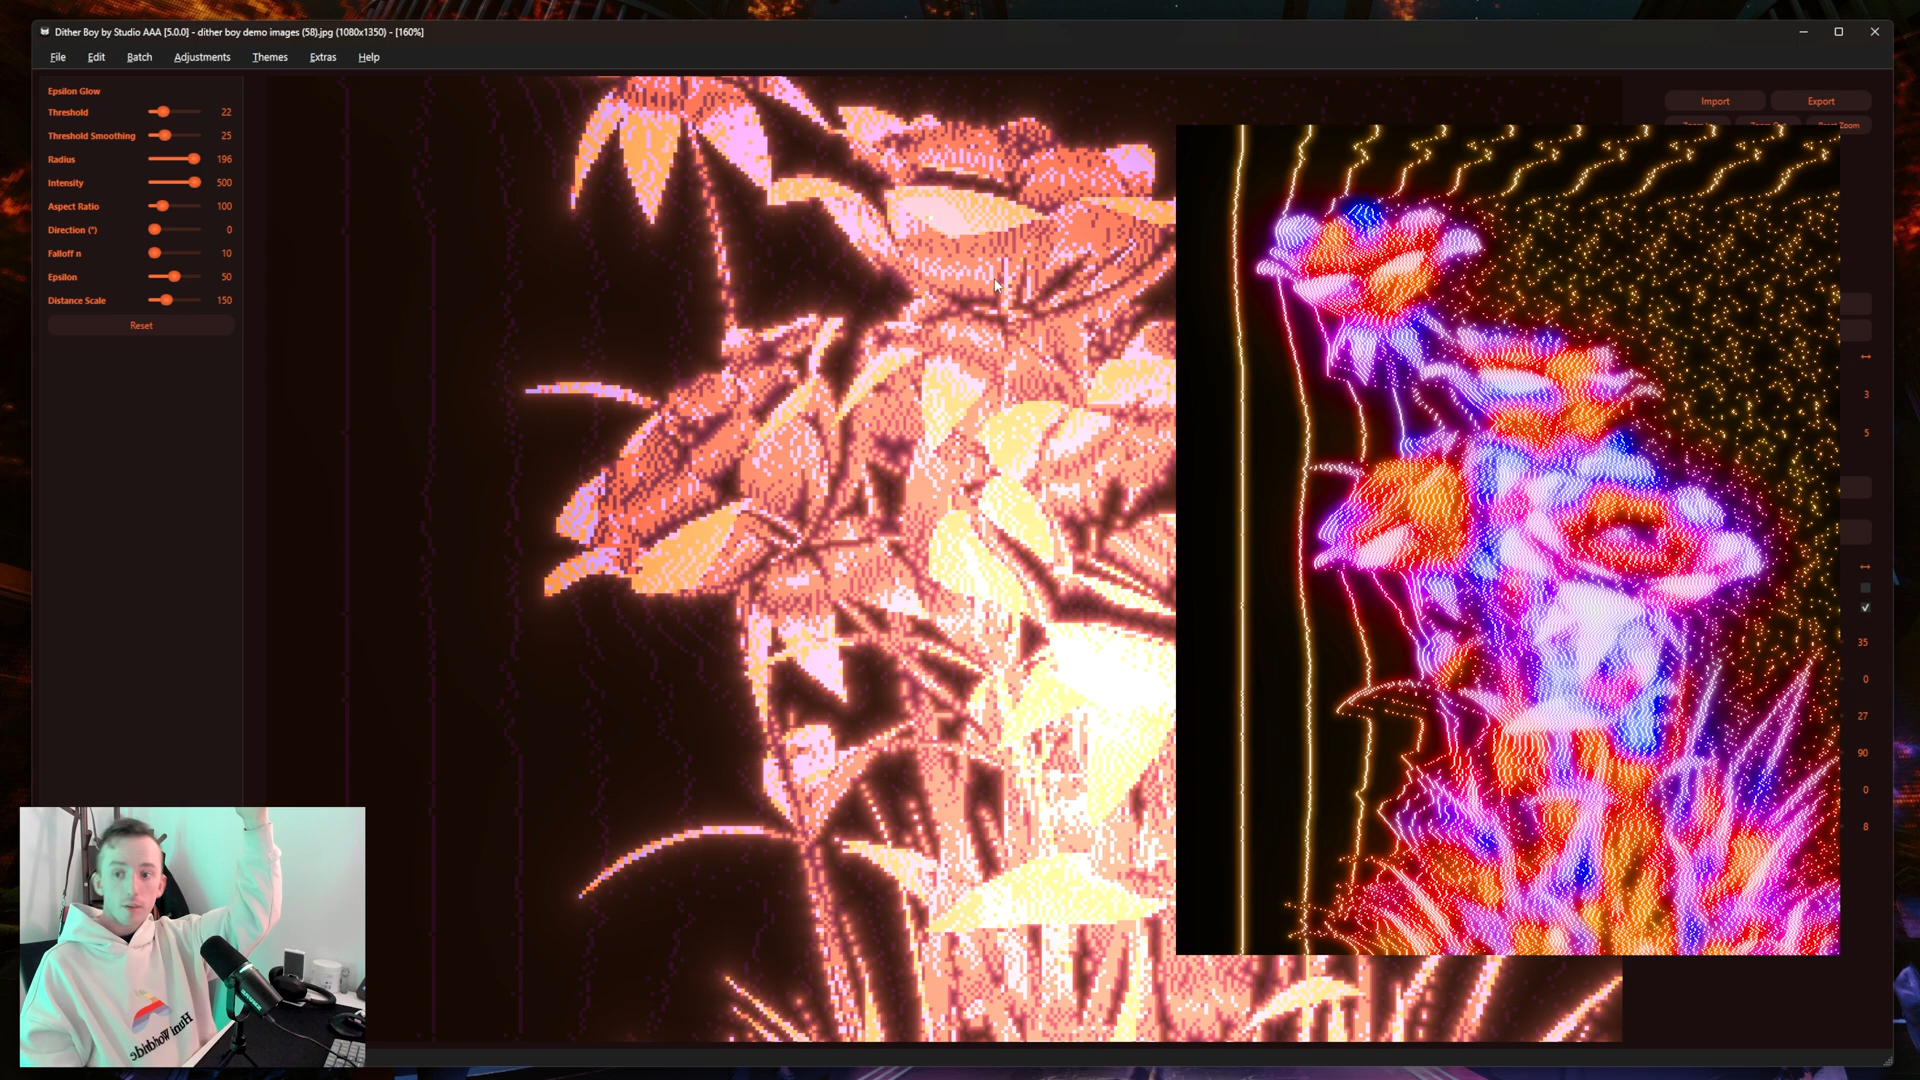 Dither Boy by Studio AAA [5.0.0] - dither boy demo images (58).jpg (1080x1350) - [160%]
File Edit Batch Adjustments Themes Extras Help
Epsilon Glow
Threshold 22
Threshold Smoothing 25
Radius 196
Intensity 500
Aspect Ratio 100
Direction (°) 0
Falloff n 10
Epsilon 50
Distance Scale 150
Reset
Import Export
Zoom
3
5
35
0
27
90
0
8
Huni Worldwide